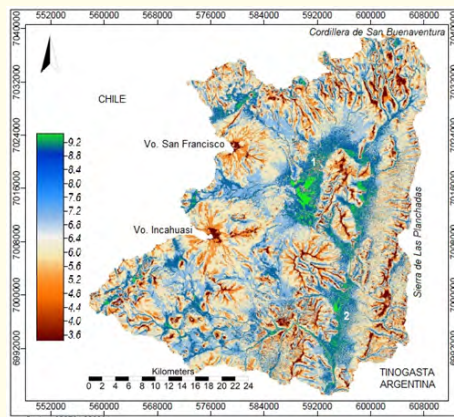 552000 560000 568000 576000 584000 592000 600000 608000
Cordillera de San Buenaventura
7040000
7032000
7024000
7016000
7008000
7000000
6992000
CHILE
Vo. San Francisco
Vo. Incahuasi
9.2
8.8
8.4
8.0
7.6
7.2
6.8
6.4
6.0
5.6
5.2
4.8
4.4
4.0
3.6
1
2
Sierra de Las Planchadas
Kilometers
0 2 4 6 8 10 12 14 16 18 20 22 24
TINOGASTA
ARGENTINA
560000 568000 576000 584000 592000 600000 608000